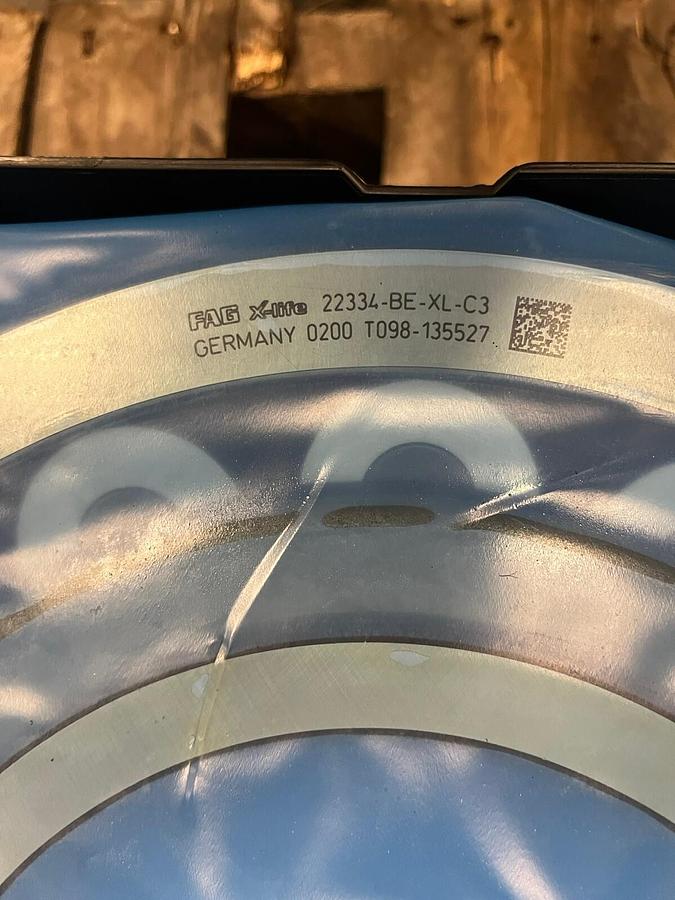 FAG X-life 22334-BE-XL-C3
GERMANY 0200 T098-135527